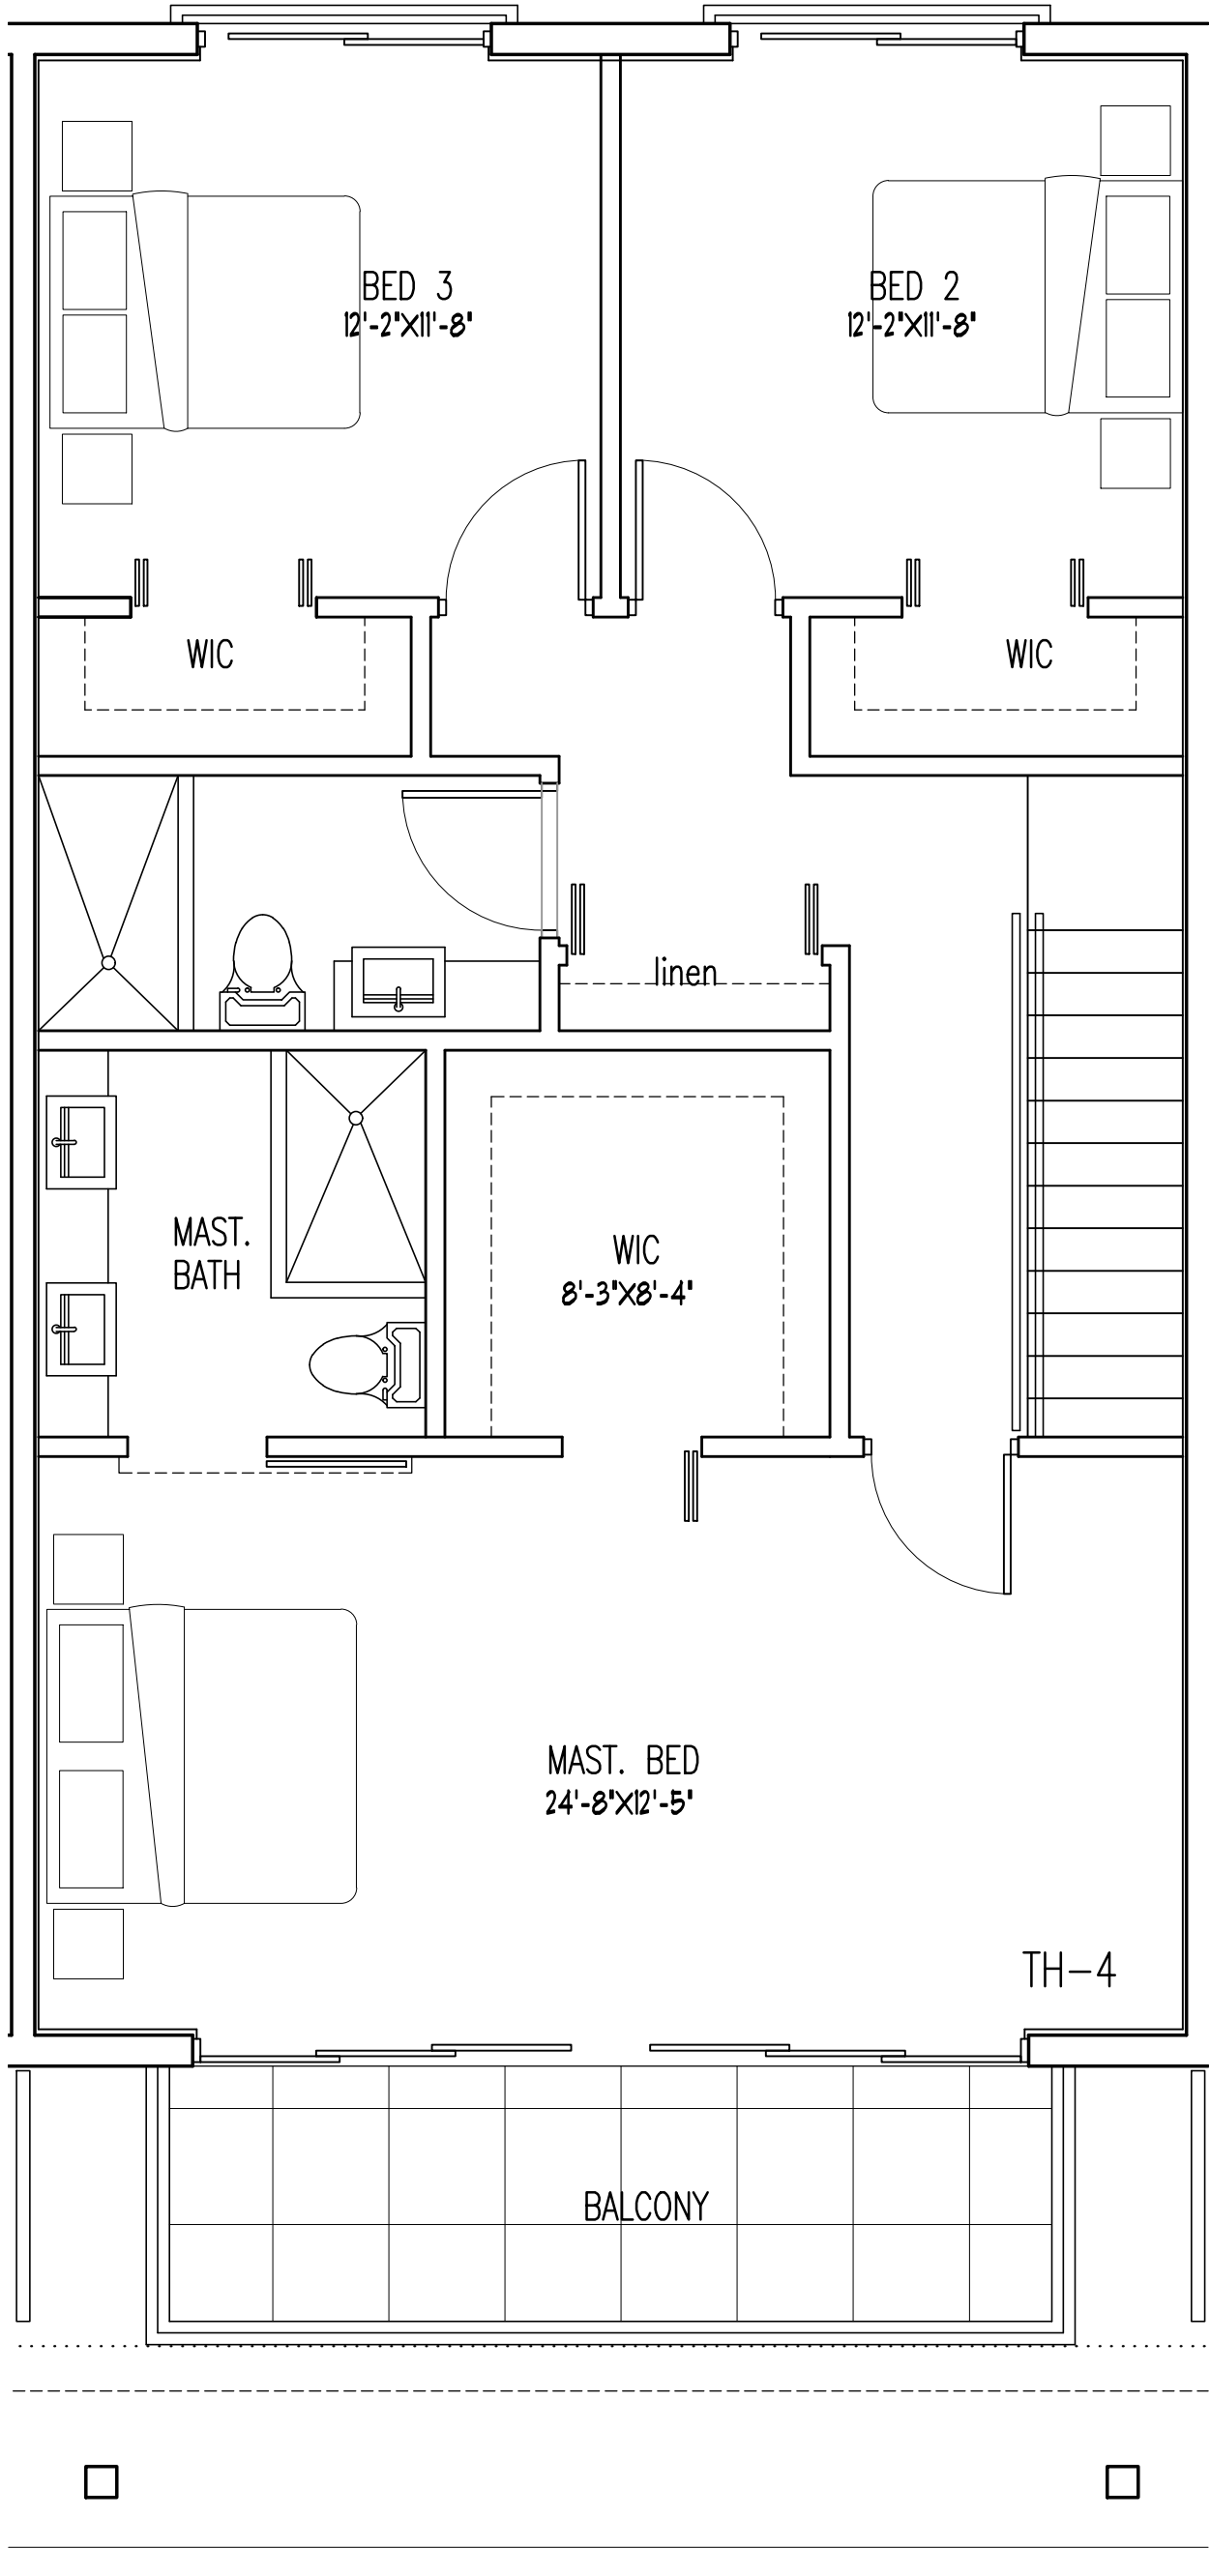 BED 3
12'-2"X11'-8"
BED 2
12'-2"X11'-8"
WIC
WIC
linen
MAST.
BATH
WIC
8'-3"X8'-4"
MAST. BED
24'-8"X12'-5"
TH-4
BALCONY